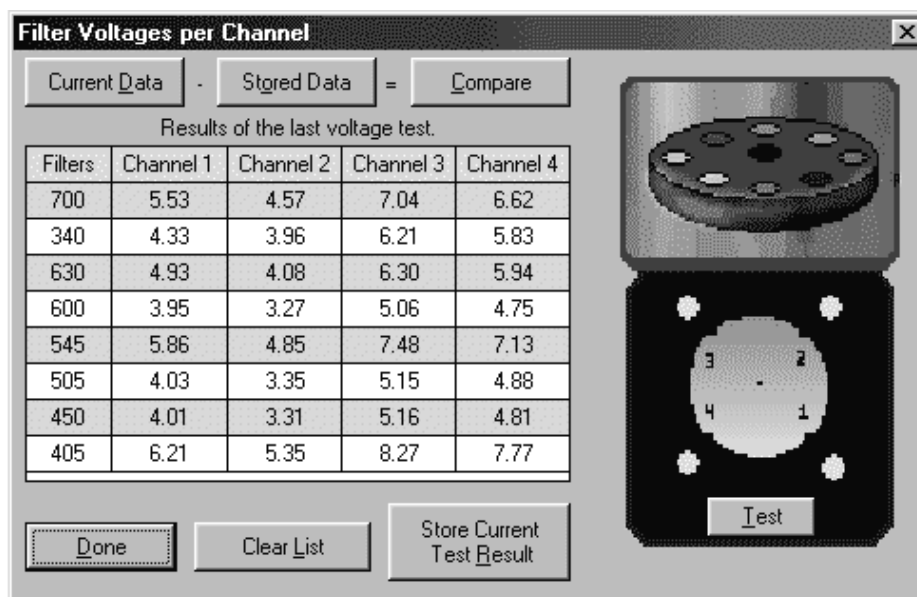 Filter Voltages per Channel
Current Data - Stored Data = Compare
Results of the last voltage test.
Filters Channel 1 Channel 2 Channel 3 Channel 4
700 5.53 4.57 7.04 6.62
340 4.33 3.96 6.21 5.83
630 4.93 4.08 6.30 5.94
600 3.95 3.27 5.06 4.75
545 5.86 4.85 7.48 7.13
505 4.03 3.35 5.15 4.88
450 4.01 3.31 5.16 4.81
405 6.21 5.35 8.27 7.77
3 2
4 1
Test
Done
Clear List
Store Current
Test Result